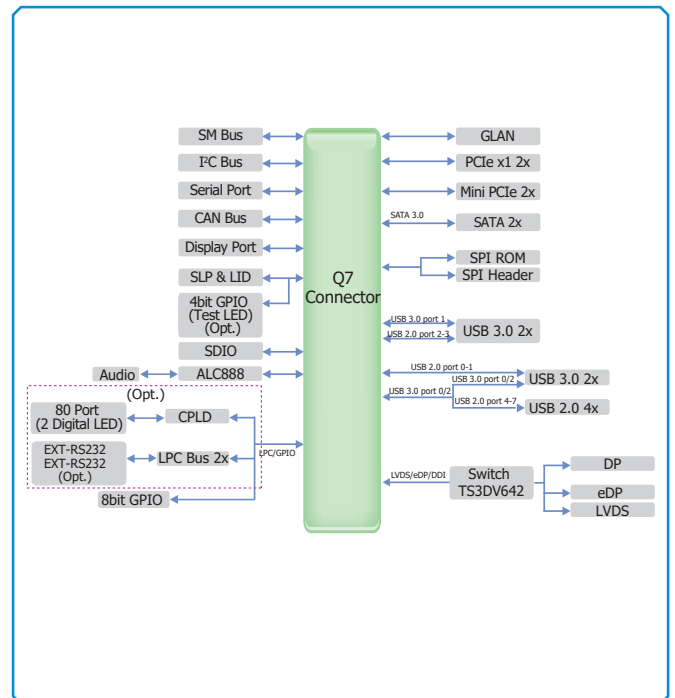 SM Bus
I²C Bus
Serial Port
CAN Bus
Display Port
SLP & LID
4bit GPIO
(Test LED)
(Opt.)
SDIO
Audio
ALC888
(Opt.)
80 Port
(2 Digital LED)
CPLD
EXT-RS232
EXT-RS232
(Opt.)
LPC Bus 2x
LPC/GPIO
8bit GPIO
Q7
Connector
GLAN
PCIe x1 2x
Mini PCIe 2x
SATA 3.0
SATA 2x
SPI ROM
SPI Header
USB 3.0 port 1
USB 2.0 port 2-3
USB 3.0 2x
USB 2.0 port 0-1
USB 3.0 port 0/2
USB 3.0 port 0/2
USB 3.0 2x
USB 2.0 port 4-7
USB 2.0 4x
LVDS/eDP/DDI
Switch
TS3DV642
DP
eDP
LVDS